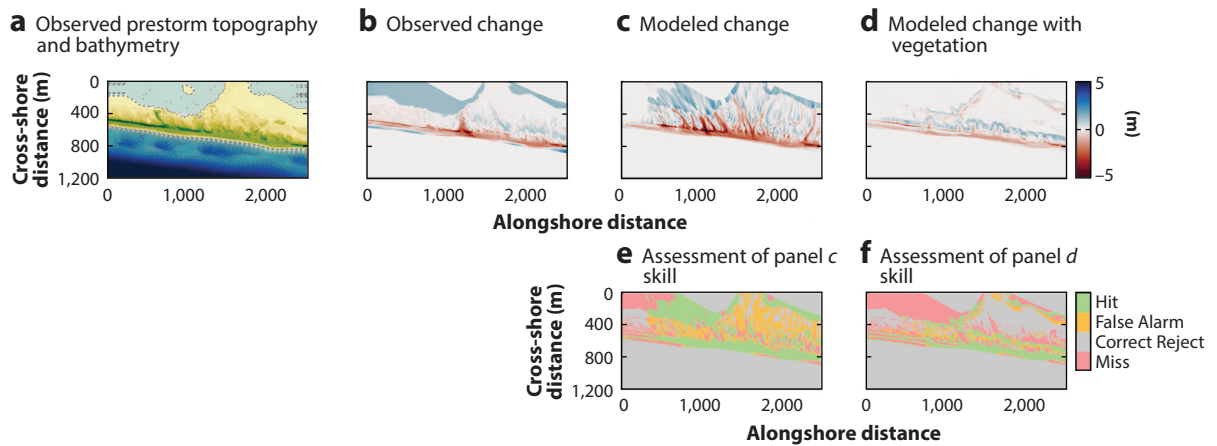 a Observed prestorm topography
and bathymetry
b Observed change
c Modeled change
d Modeled change with
vegetation
Cross-shore
distance (m)
0
400
800
1,200
0 1,000 2,000
0 1,000 2,000
0 1,000 2,000
0 1,000 2,000
5
0
−5
(m)
Alongshore distance
e Assessment of panel c
skill
f Assessment of panel d
skill
Cross-shore
distance (m)
0
400
800
1,200
0 1,000 2,000
0 1,000 2,000
Hit
False Alarm
Correct Reject
Miss
Alongshore distance